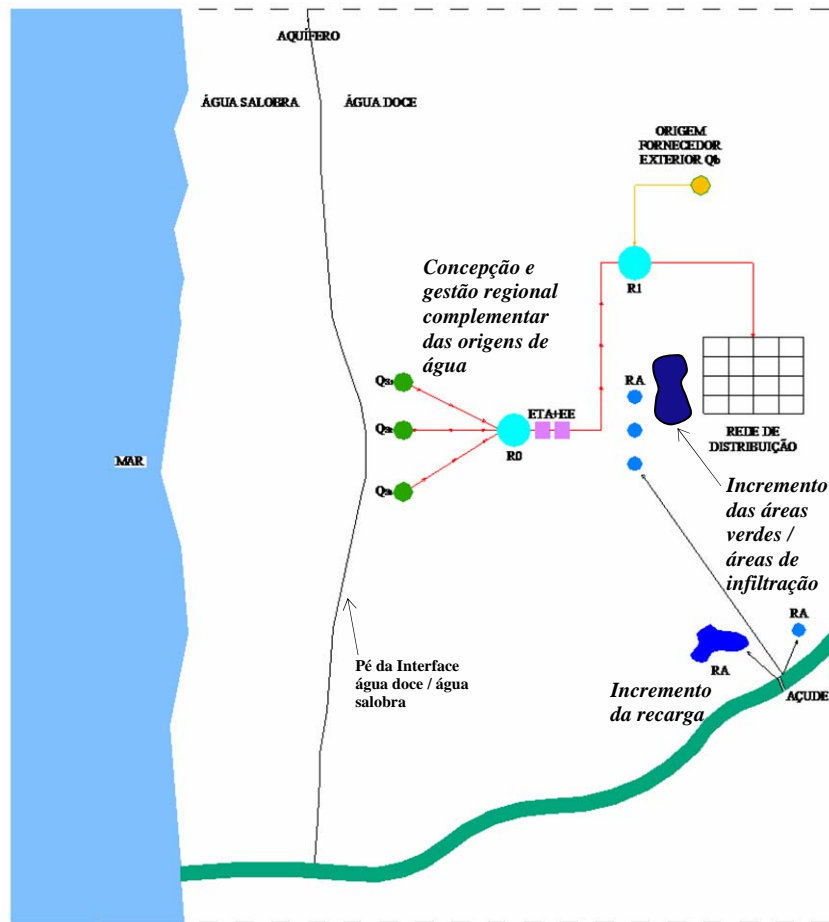 AQUÍFERO
ÁGUA SALOBRA
ÁGUA DOCE
ORIGEM
FORNECEDOR
EXTERIOR Qb
Concepção e
gestão regional
complementar
das origens de
água
R1
RA
ETA+EE
R0
REDE DE
DISTRIBUIÇÃO
MAR
Incremento
das áreas
verdes /
áreas de
infiltração
RA
Pé da Interface
água doce / água
salobra
RA
Incremento
da recarga
AÇUDE